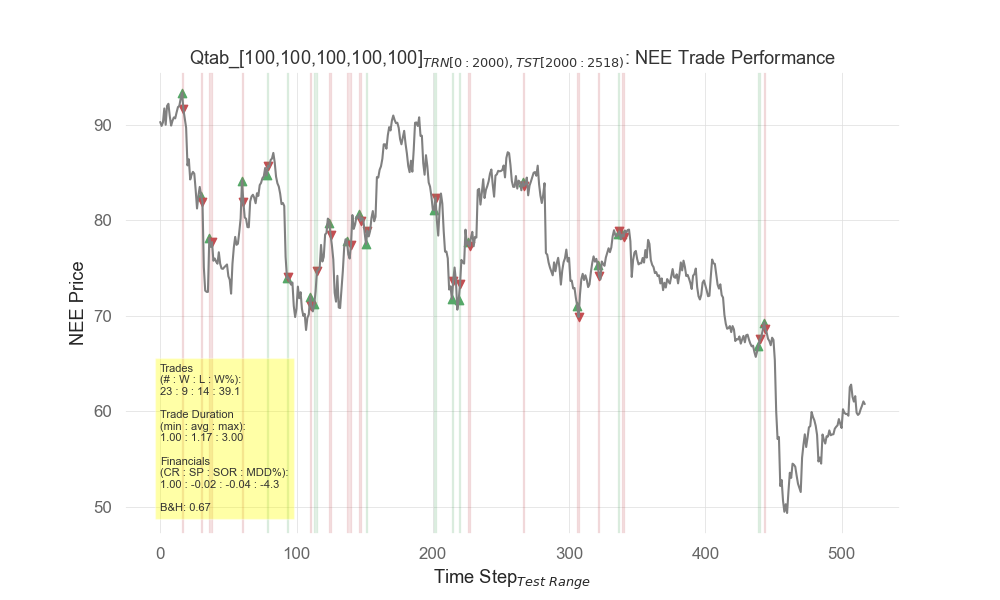 Qtab_[100,100,100,100,100]TRN[0 : 2000), TST[2000 : 2518) : NEE Trade Performance
90
80
70
60
50
NEE Price
Trades
(# : W : L : W%):
23 : 9 : 14 : 39.1
Trade Duration
(min : avg : max):
1.00 : 1.17 : 3.00
Financials
(CR : SP : SOR : MDD%):
1.00 : -0.02 : -0.04 : -4.3
B&H: 0.67
0 100 200 300 400 500
Time StepTest Range